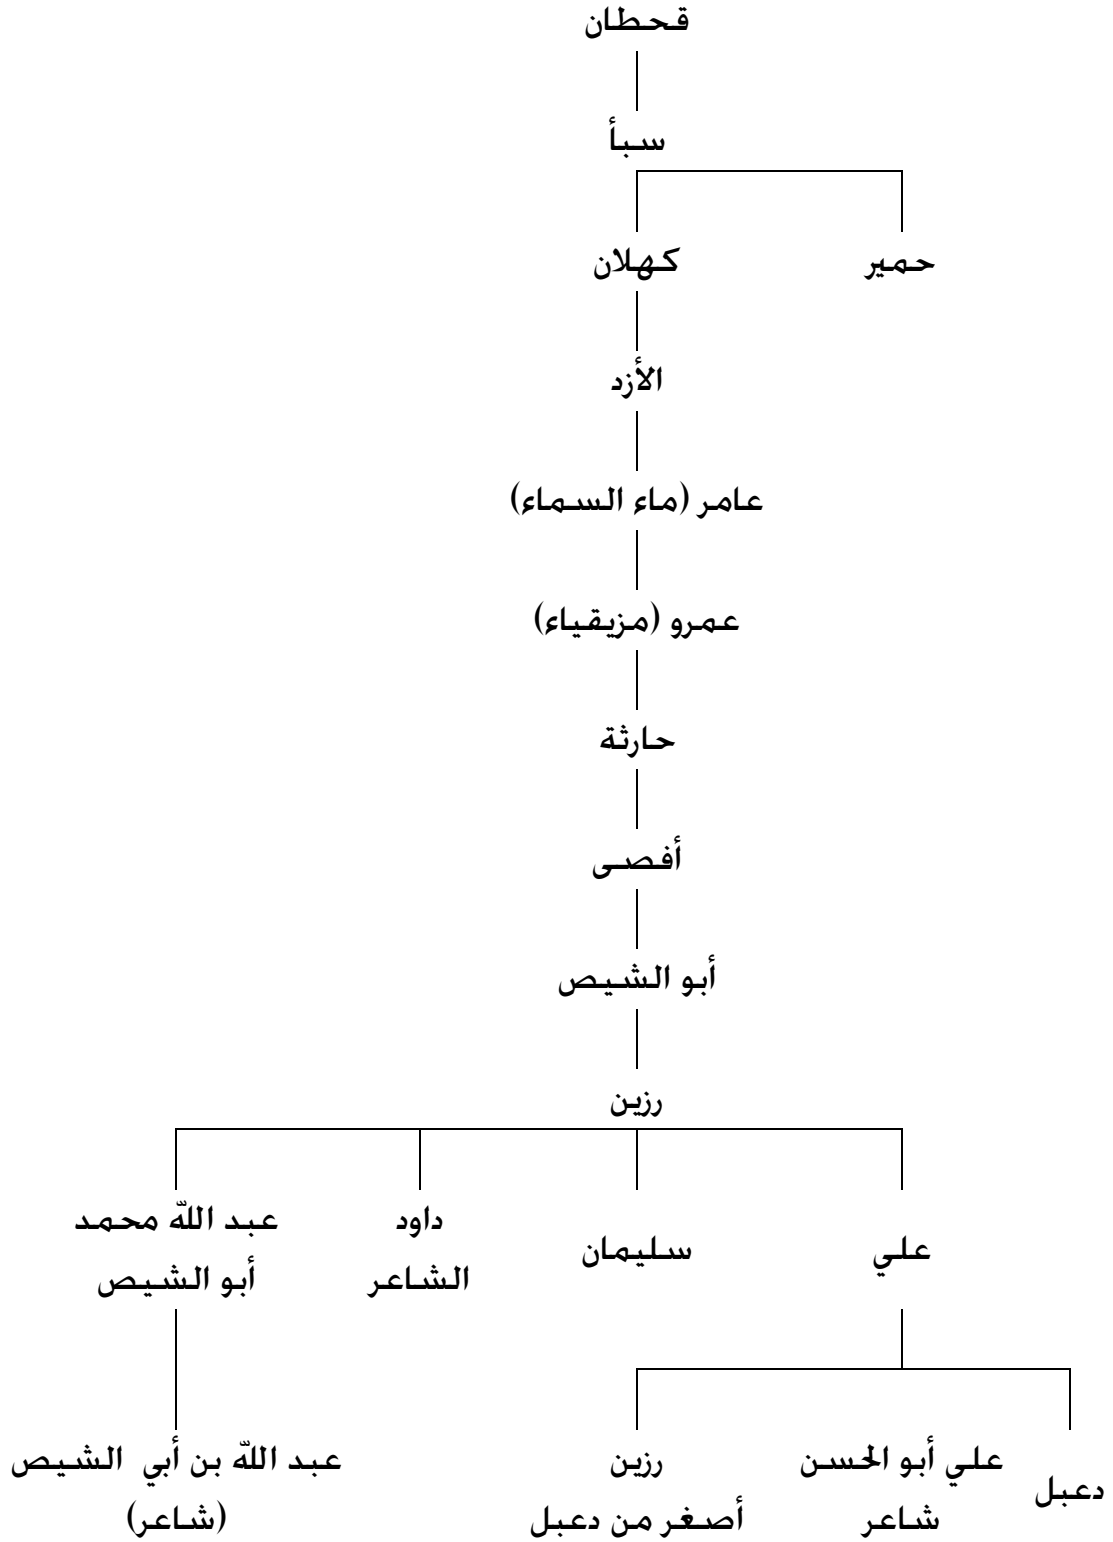 قحطان
سبأ
حمير
كهلان
الأزد
عامر (ماء السماء)
عمرو (مزيقياء)
حارثة
أفصى
أبو الشيص
رزين
علي
سليمان
داود
الشاعر
عبد الله محمد
أبو الشيص
دعبل
علي أبو الحسن
شاعر
رزين
أصغر من دعبل
عبد الله بن أبي الشيص
(شاعر)